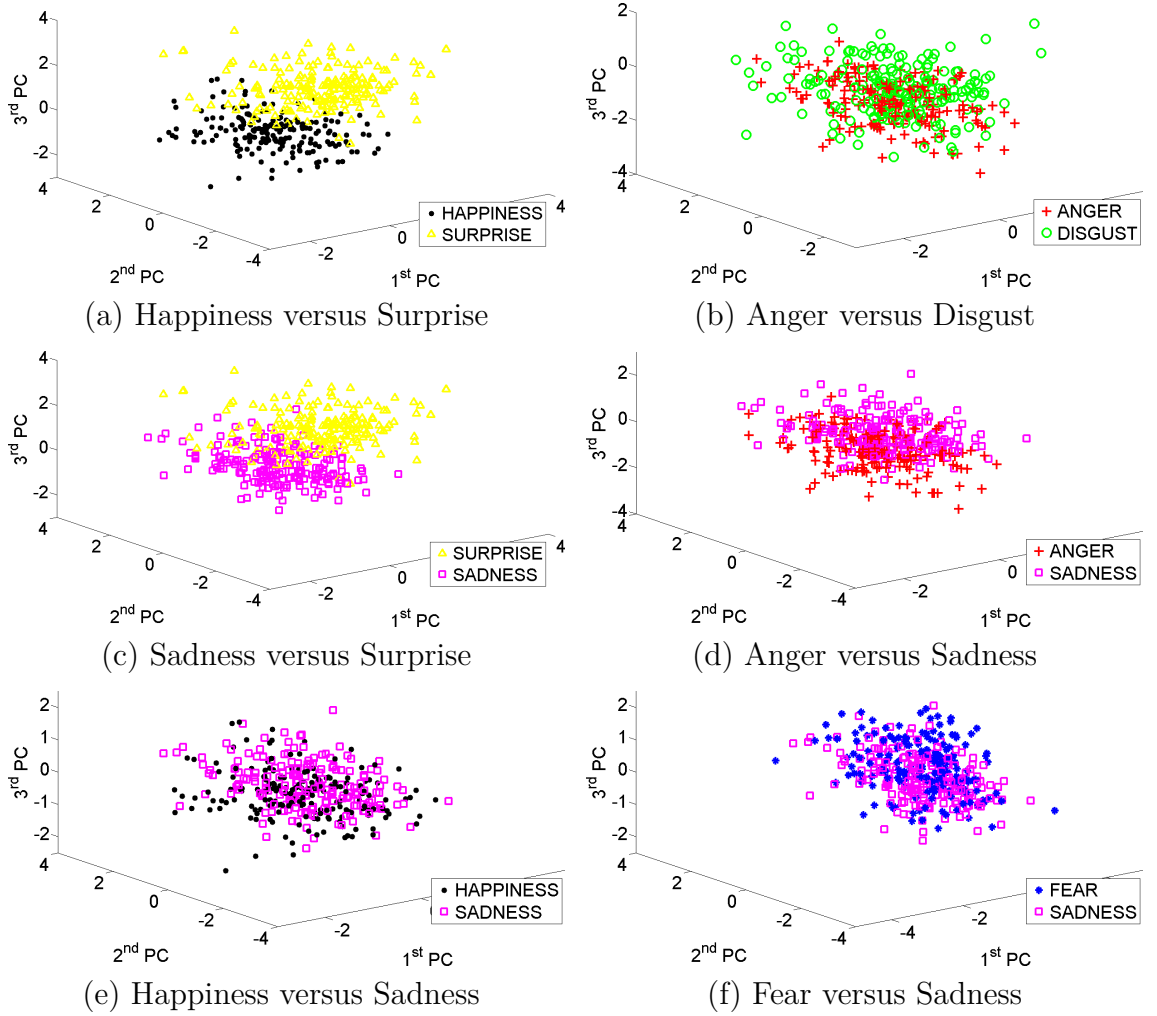 4
2
0
-2
4
3rd PC
2
0
-2
-4
2nd PC
-2
0
4
1st PC
HAPPINESS
SURPRISE
(a) Happiness versus Surprise
2
0
-2
-4
4
3rd PC
2
0
-2
2nd PC
-2
0
1st PC
ANGER
DISGUST
(b) Anger versus Disgust
4
2
0
-2
4
3rd PC
2
0
-2
-4
2nd PC
-2
0
4
1st PC
SURPRISE
SADNESS
(c) Sadness versus Surprise
2
0
-2
-4
4
3rd PC
2
0
-2
2nd PC
-2
0
1st PC
ANGER
SADNESS
(d) Anger versus Sadness
2
1
0
-1
-2
4
3rd PC
2
0
-2
-4
2nd PC
-2
1st PC
HAPPINESS
SADNESS
(e) Happiness versus Sadness
2
1
0
-1
-2
4
3rd PC
2
0
-2
-4
2nd PC
-4
-2
1st PC
FEAR
SADNESS
(f) Fear versus Sadness